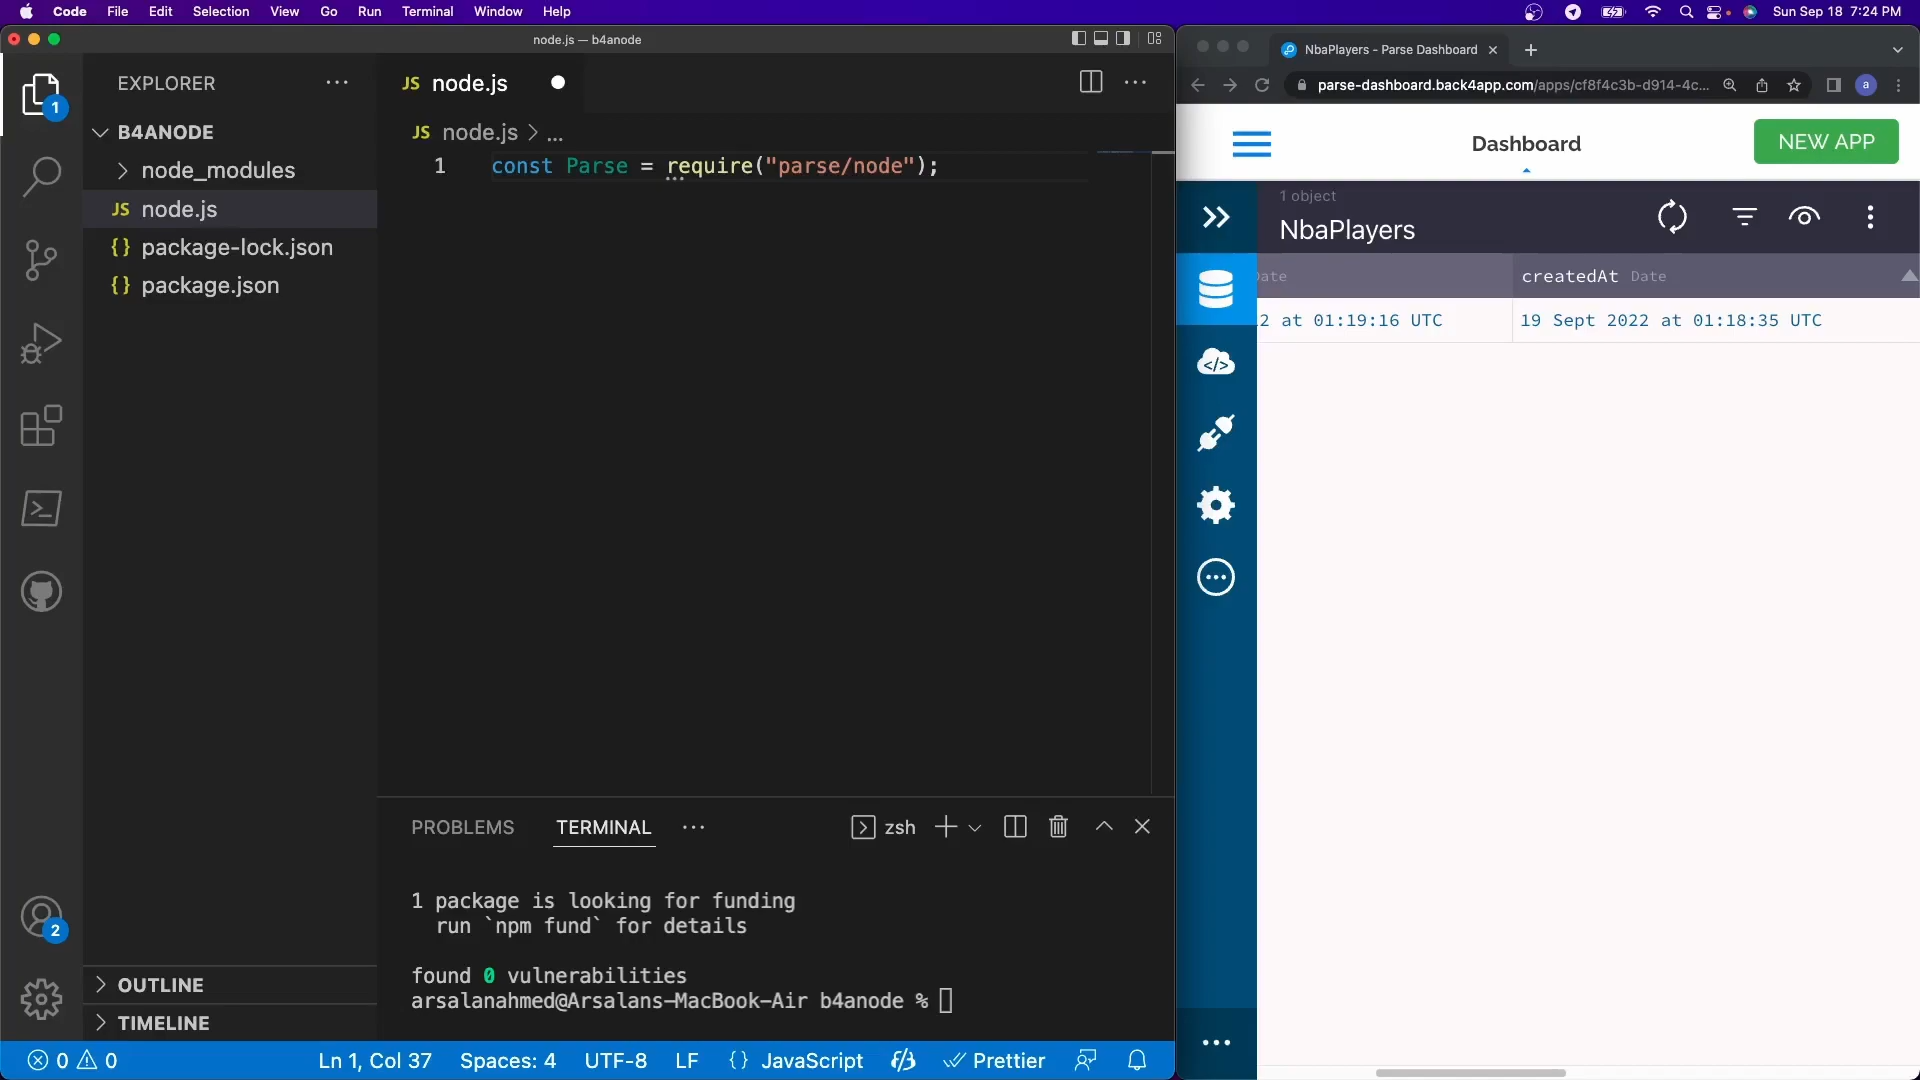 Code File Edit Selection View Go Run Terminal Window Help
Sun Sep 18 7:24 PM
node.js — b4anode
EXPLORER
1
B4ANODE
node_modules
JS node.js
{} package-lock.json
{} package.json
2
OUTLINE
TIMELINE
JS node.js
JS node.js > ...
1 const Parse = require("parse/node");
PROBLEMS TERMINAL
zsh
1 package is looking for funding
run `npm fund` for details
found 0 vulnerabilities
arsalanahmed@Arsalans-MacBook-Air b4anode %
0 0 Ln 1, Col 37 Spaces: 4 UTF-8 LF {} JavaScript Prettier
NbaPlayers - Parse Dashboard
parse-dashboard.back4app.com/apps/cf8f4c3b-d914-4c...
a
Dashboard
NEW APP
1 object
NbaPlayers
Date createdAt Date
2 at 01:19:16 UTC 19 Sept 2022 at 01:18:35 UTC